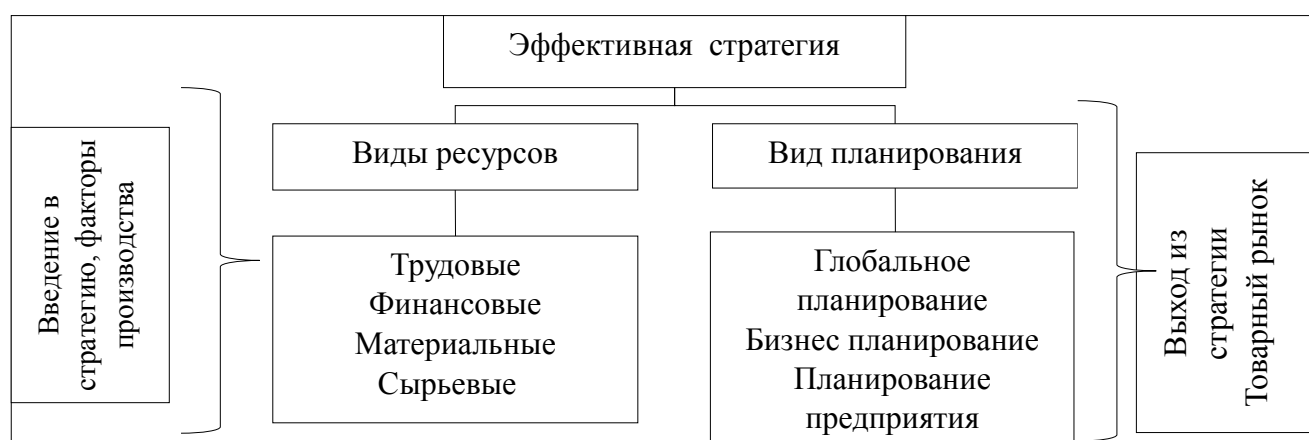 Эффективная стратегия
Введение в
стратегию, факторы
производства
Виды ресурсов
Трудовые
Финансовые
Материальные
Сырьевые
Вид планирования
Глобальное
планирование
Бизнес планирование
Планирование
предприятия
Выход из
стратегии
Товарный рынок